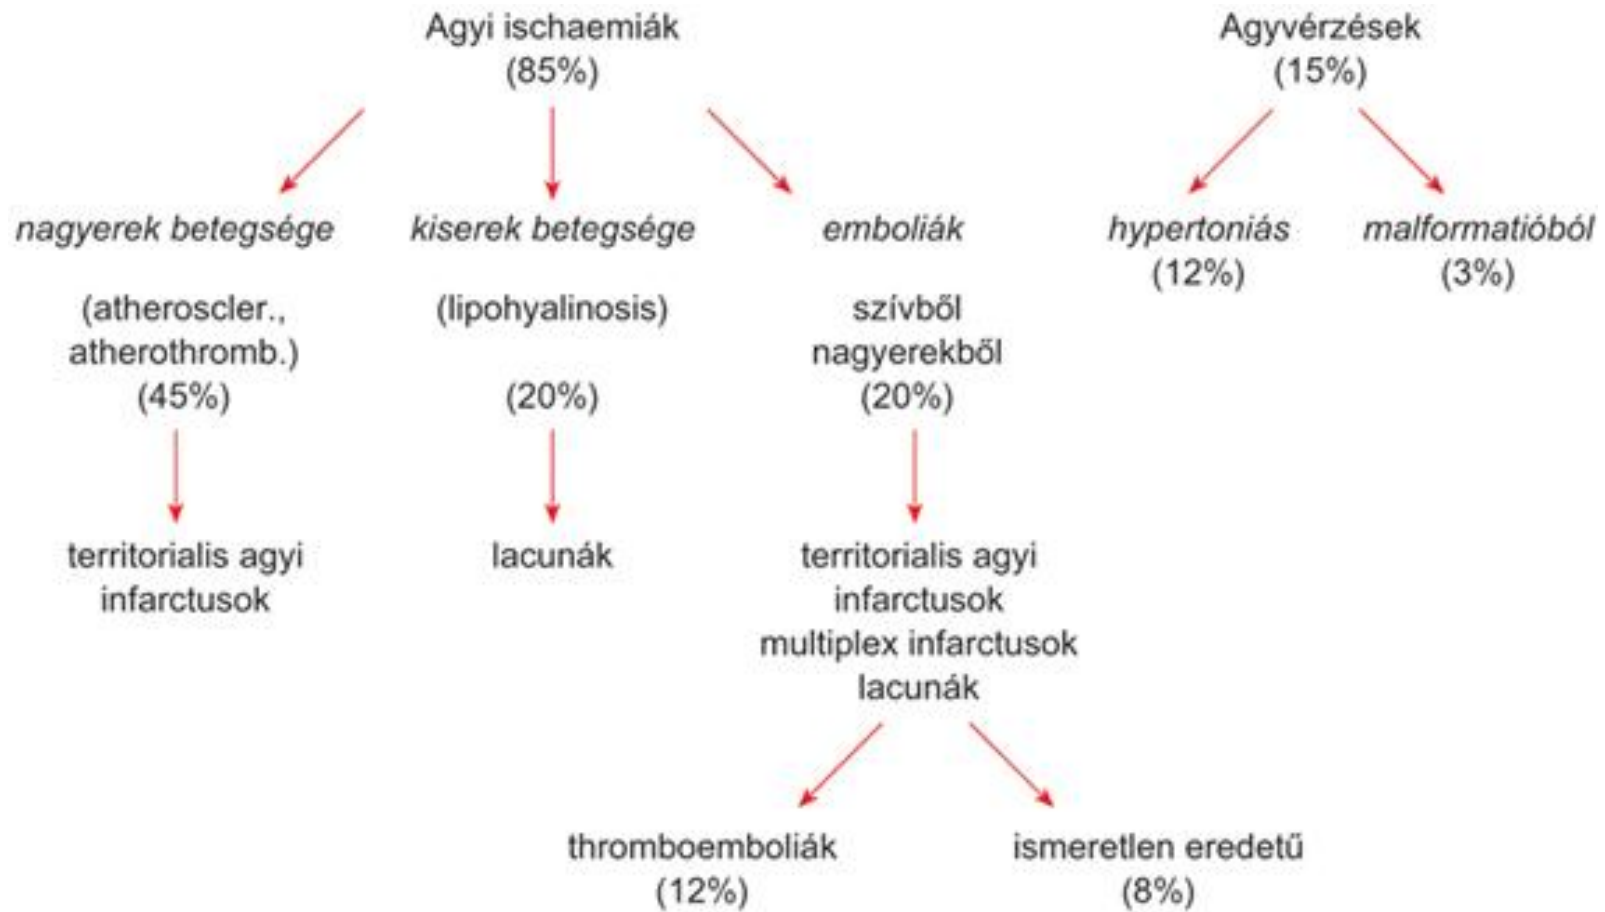 Agyi ischaemiák
(85%)
Agyvérzések
(15%)
nagyerek betegsége
(atheroscler.,
atherothromb.)
(45%)
kiserek betegsége
(lipohyalinosis)
(20%)
emboliák
szívből
nagyerekből
(20%)
hypertoniás
(12%)
malformatióból
(3%)
territorialis agyi
infarctusok
lacunák
territorialis agyi
infarctusok
multiplex infarctusok
lacunák
thromboemboliák
(12%)
ismeretlen eredetű
(8%)